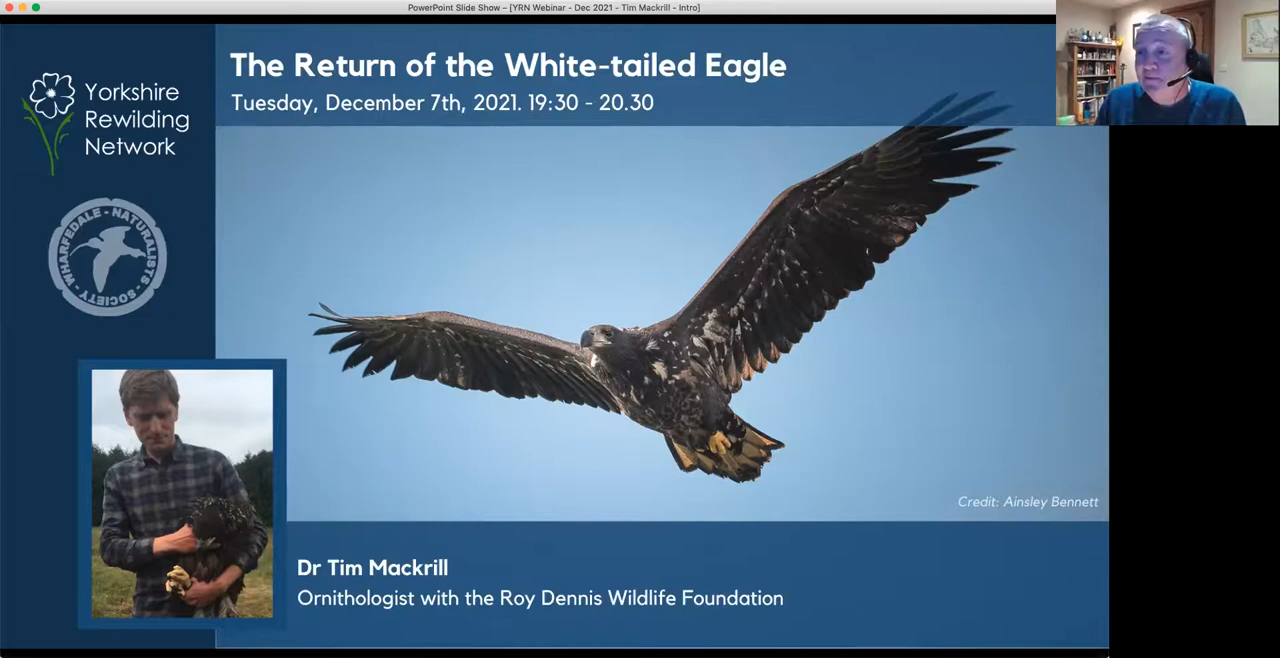 PowerPoint Slide Show – [YRN Webinar - Dec 2021 - Tim Mackrill - Intro]
The Return of the White-tailed Eagle
Tuesday, December 7th, 2021. 19:30 - 20.30
Yorkshire
Rewilding
Network
WHARFEDALE - NATURALISTS - SOCIETY -
Credit: Ainsley Bennett
Dr Tim Mackrill
Ornithologist with the Roy Dennis Wildlife Foundation